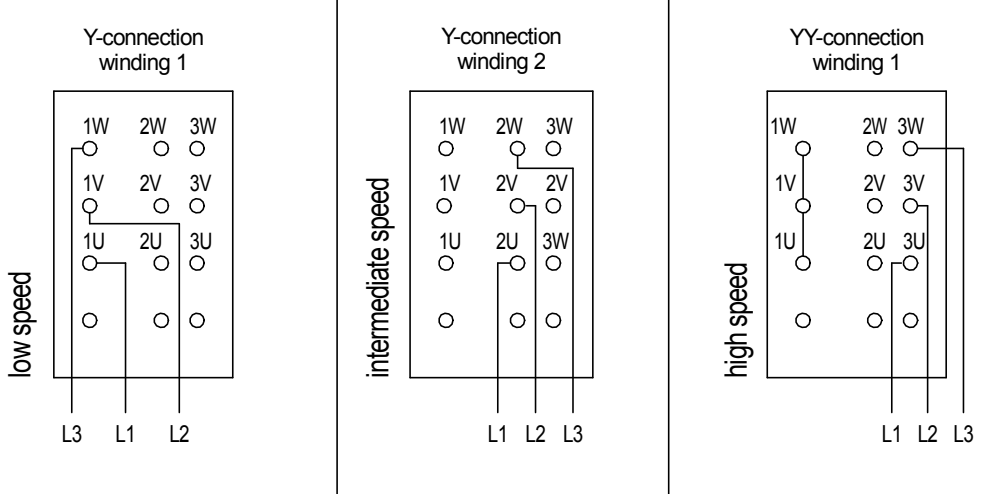 Y-connection
winding 1
1W 2W 3W
1V 2V 3V
1U 2U 3U
low speed
L3 L1 L2
Y-connection
winding 2
1W 2W 3W
1V 2V 2V
1U 2U 3W
intermediate speed
L1 L2 L3
YY-connection
winding 1
1W 2W 3W
1V 2V 3V
1U 2U 3U
high speed
L1 L2 L3